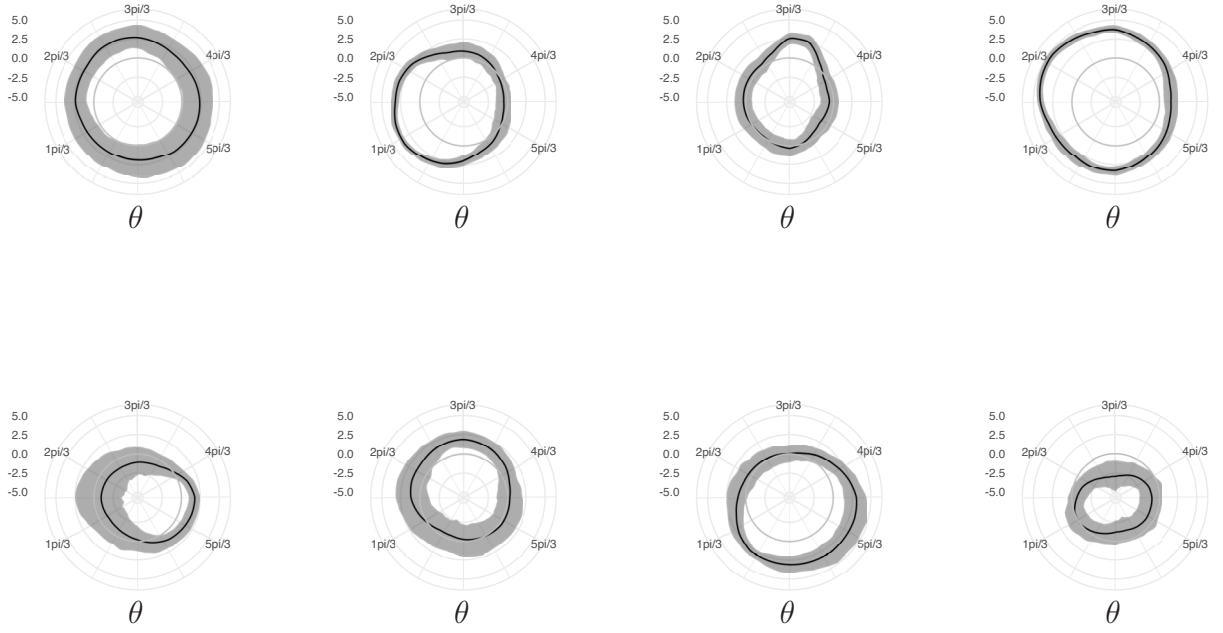 3pi/3 3pi/3 3pi/3 3pi/3
5.0 5.0 5.0 5.0
2.5 2.5 2.5 2.5
2pi/3 0.0 4pi/3 2pi/3 0.0 4pi/3 2pi/3 0.0 4pi/3 2pi/3 0.0 4pi/3
-2.5 -2.5 -2.5 -2.5
-5.0 -5.0 -5.0 -5.0
1pi/3 5pi/3 1pi/3 5pi/3 1pi/3 5pi/3 1pi/3 5pi/3
θ θ θ θ
3pi/3 3pi/3 3pi/3 3pi/3
5.0 5.0 5.0 5.0
2.5 2.5 2.5 2.5
2pi/3 0.0 4pi/3 2pi/3 0.0 4pi/3 2pi/3 0.0 4pi/3 2pi/3 0.0 4pi/3
-2.5 -2.5 -2.5 -2.5
-5.0 -5.0 -5.0 -5.0
1pi/3 5pi/3 1pi/3 5pi/3 1pi/3 5pi/3 1pi/3 5pi/3
θ θ θ θ